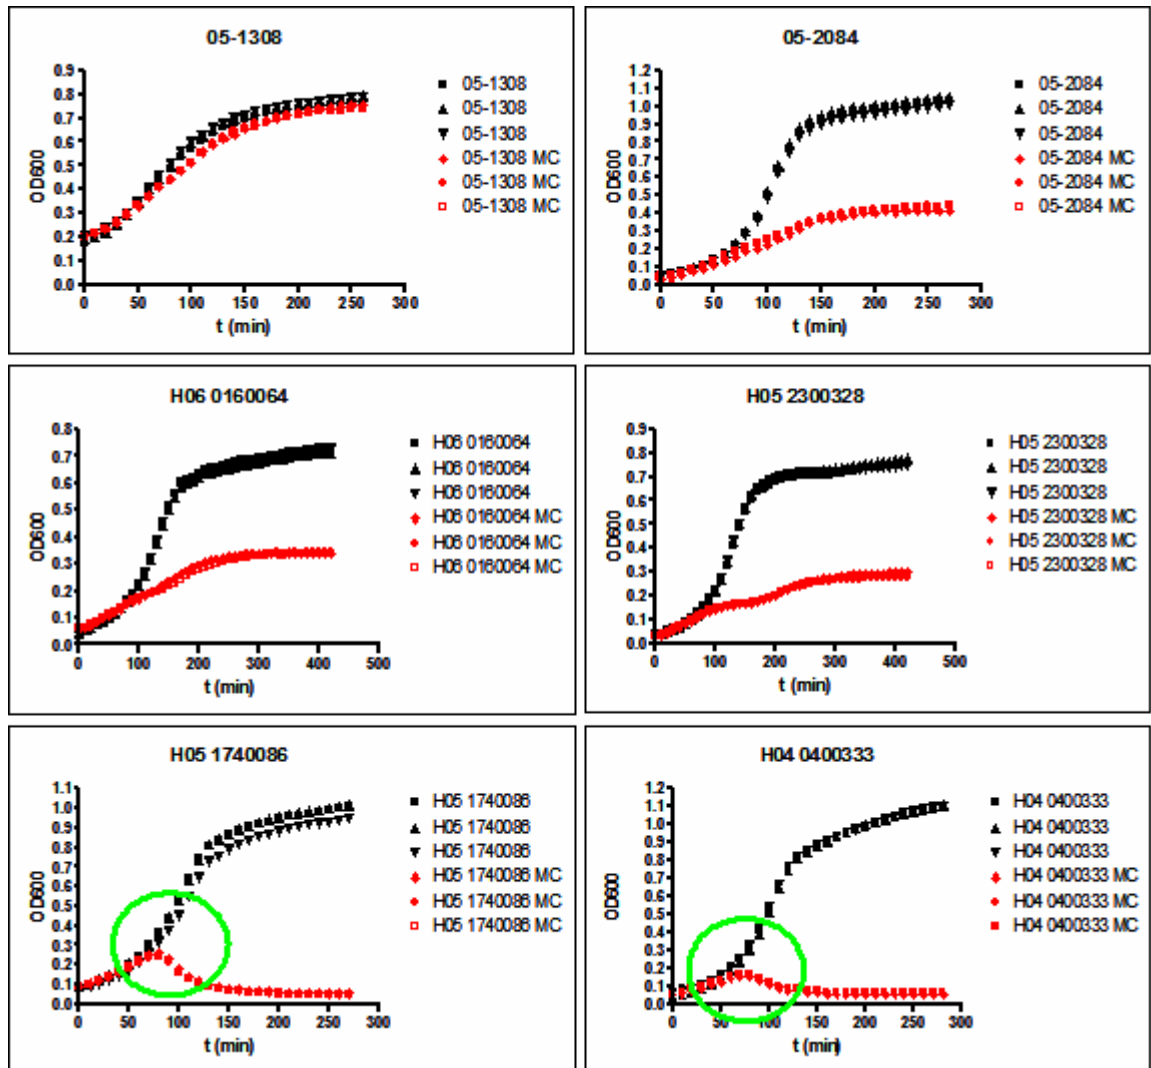 05-1308
0.9
0.8
0.7
0.6
0.5
0.4
0.3
0.2
0.1
0.0
OD600
0 50 100 150 200 250 300
t (min)
05-1308
05-1308
05-1308
05-1308 MC
05-1308 MC
05-1308 MC
05-2084
1.2
1.1
1.0
0.9
0.8
0.7
0.6
0.5
0.4
0.3
0.2
0.1
0.0
OD600
0 50 100 150 200 250 300
t (min)
05-2084
05-2084
05-2084
05-2084 MC
05-2084 MC
05-2084 MC
H06 0160064
0.8
0.7
0.6
0.5
0.4
0.3
0.2
0.1
0.0
OD600
0 100 200 300 400 500
t (min)
H06 0160064
H06 0160064
H06 0160064
H06 0160064 MC
H06 0160064 MC
H06 0160064 MC
H05 2300328
0.9
0.8
0.7
0.6
0.5
0.4
0.3
0.2
0.1
0.0
OD600
0 100 200 300 400 500
t (min)
H05 2300328
H05 2300328
H05 2300328
H05 2300328 MC
H05 2300328 MC
H05 2300328 MC
H05 1740086
1.1
1.0
0.9
0.8
0.7
0.6
0.5
0.4
0.3
0.2
0.1
0.0
OD600
0 50 100 150 200 250 300
t (min)
H05 1740086
H05 1740086
H05 1740086
H05 1740086 MC
H05 1740086 MC
H05 1740086 MC
H04 0400333
1.2
1.1
1.0
0.9
0.8
0.7
0.6
0.5
0.4
0.3
0.2
0.1
0.0
OD600
0 50 100 150 200 250 300
t (min)
H04 0400333
H04 0400333
H04 0400333
H04 0400333 MC
H04 0400333 MC
H04 0400333 MC